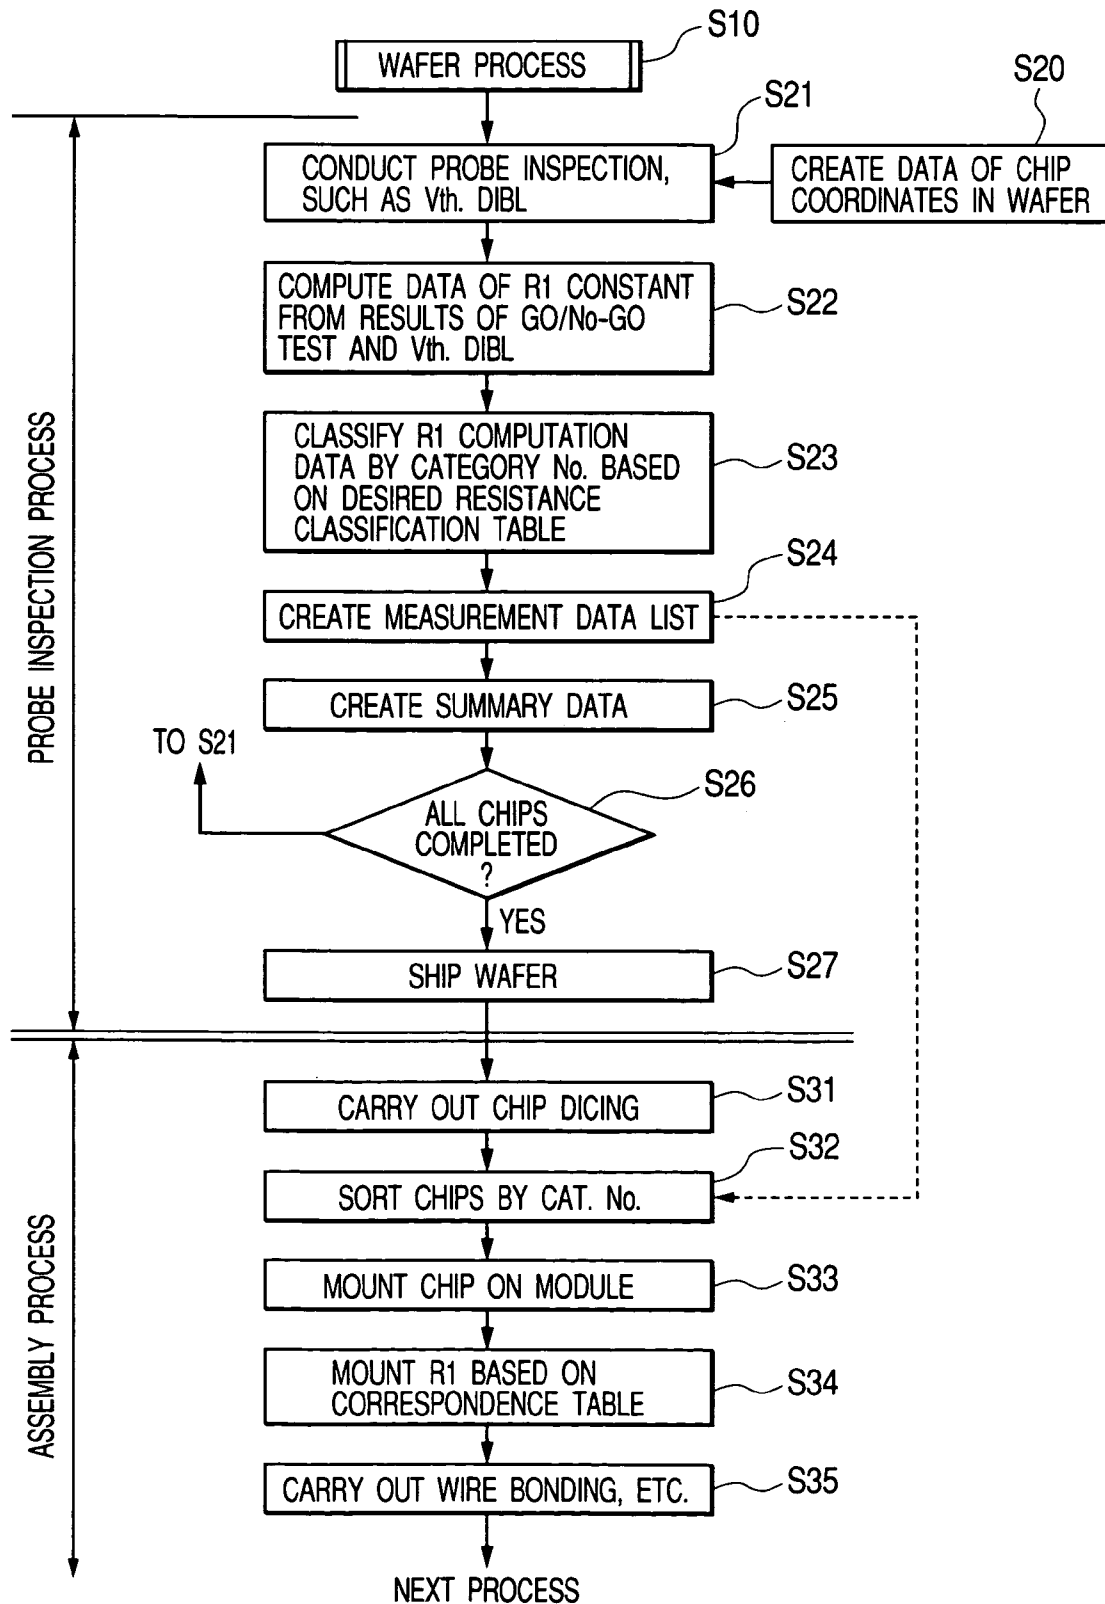 S10
WAFER PROCESS
S20
S21
CONDUCT PROBE INSPECTION,
SUCH AS Vth. DIBL
CREATE DATA OF CHIP
COORDINATES IN WAFER
COMPUTE DATA OF R1 CONSTANT
FROM RESULTS OF GO/No-GO
TEST AND Vth. DIBL
S22
CLASSIFY R1 COMPUTATION
DATA BY CATEGORY No. BASED
ON DESIRED RESISTANCE
CLASSIFICATION TABLE
S23
S24
CREATE MEASUREMENT DATA LIST
CREATE SUMMARY DATA
S25
TO S21
S26
ALL CHIPS
COMPLETED
?
YES
SHIP WAFER
S27
PROBE INSPECTION PROCESS
CARRY OUT CHIP DICING
S31
S32
SORT CHIPS BY CAT. No.
MOUNT CHIP ON MODULE
S33
MOUNT R1 BASED ON
CORRESPONDENCE TABLE
S34
CARRY OUT WIRE BONDING, ETC.
S35
ASSEMBLY PROCESS
NEXT PROCESS